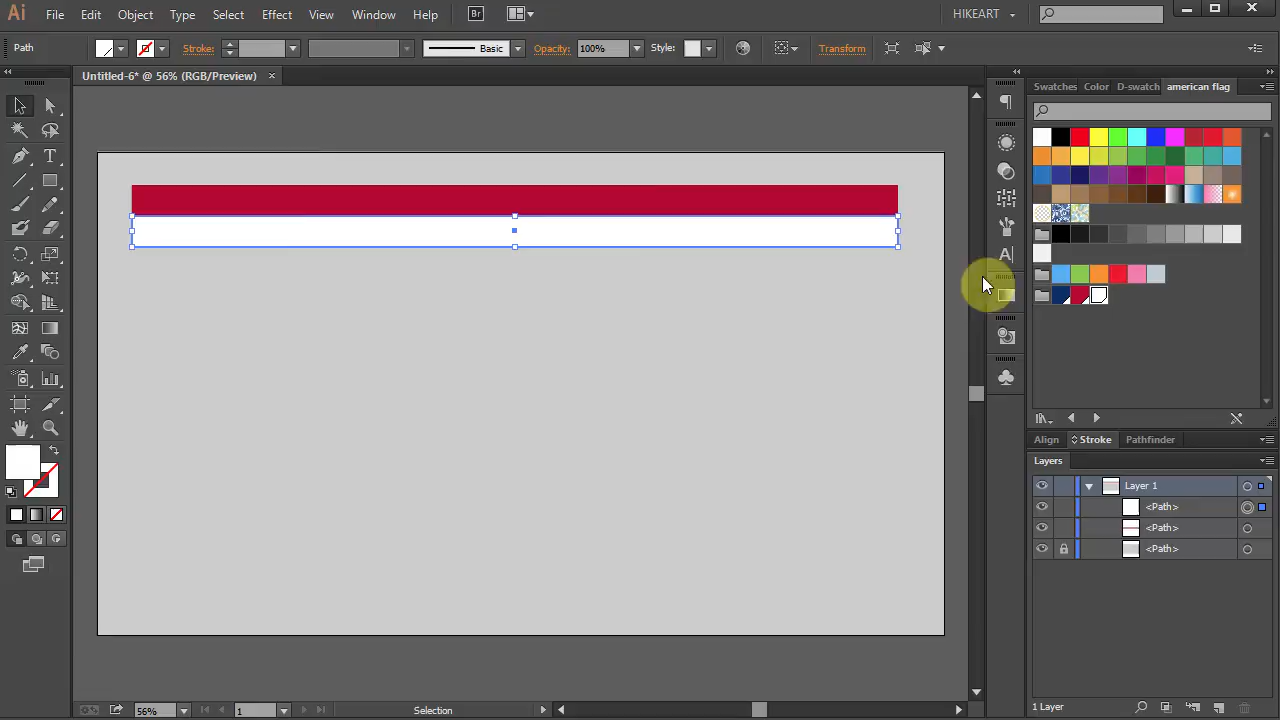 Ai File Edit Object Type Select Effect View Window Help Br HIKEART
Path Stroke: Basic Opacity: 100% Style: Transform
Untitled-6* @ 56% (RGB/Preview)
Swatches Color D-swatch american flag
Align Stroke Pathfinder
Layers
Layer 1
<Path>
<Path>
<Path>
56% 1 Selection 1 Layer